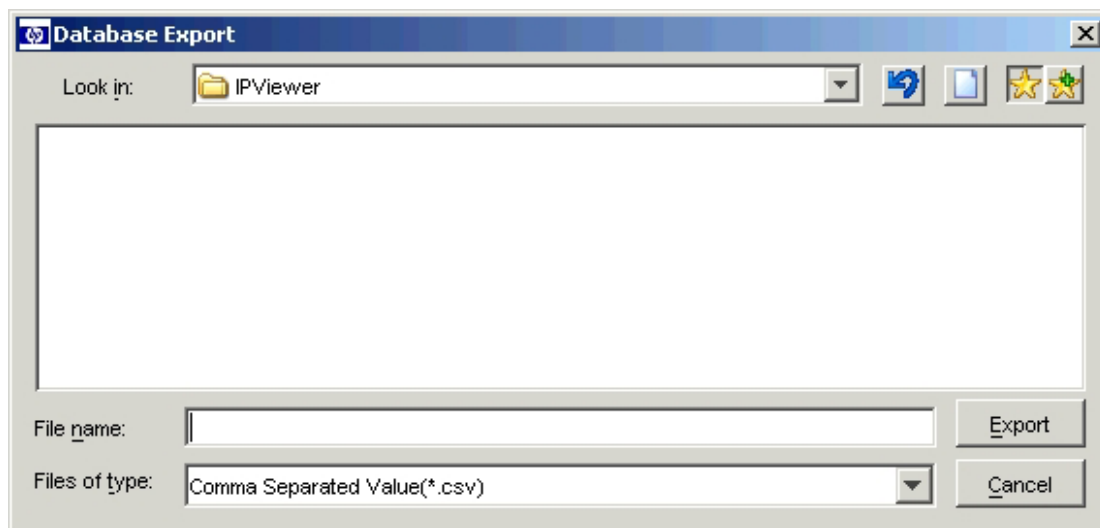 Database Export
Look in:
IPViewer
File name:
Export
Files of type:
Comma Separated Value(*.csv)
Cancel